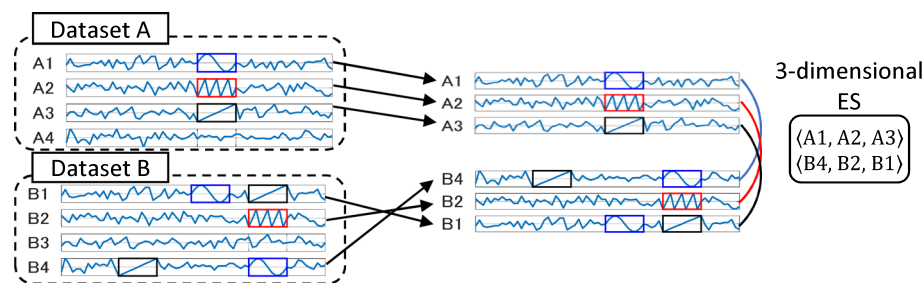 Dataset A
A1
A2
A3
A4
Dataset B
B1
B2
B3
B4
A1
A2
A3
B4
B2
B1
3-dimensional
ES
⟨A1, A2, A3⟩
⟨B4, B2, B1⟩